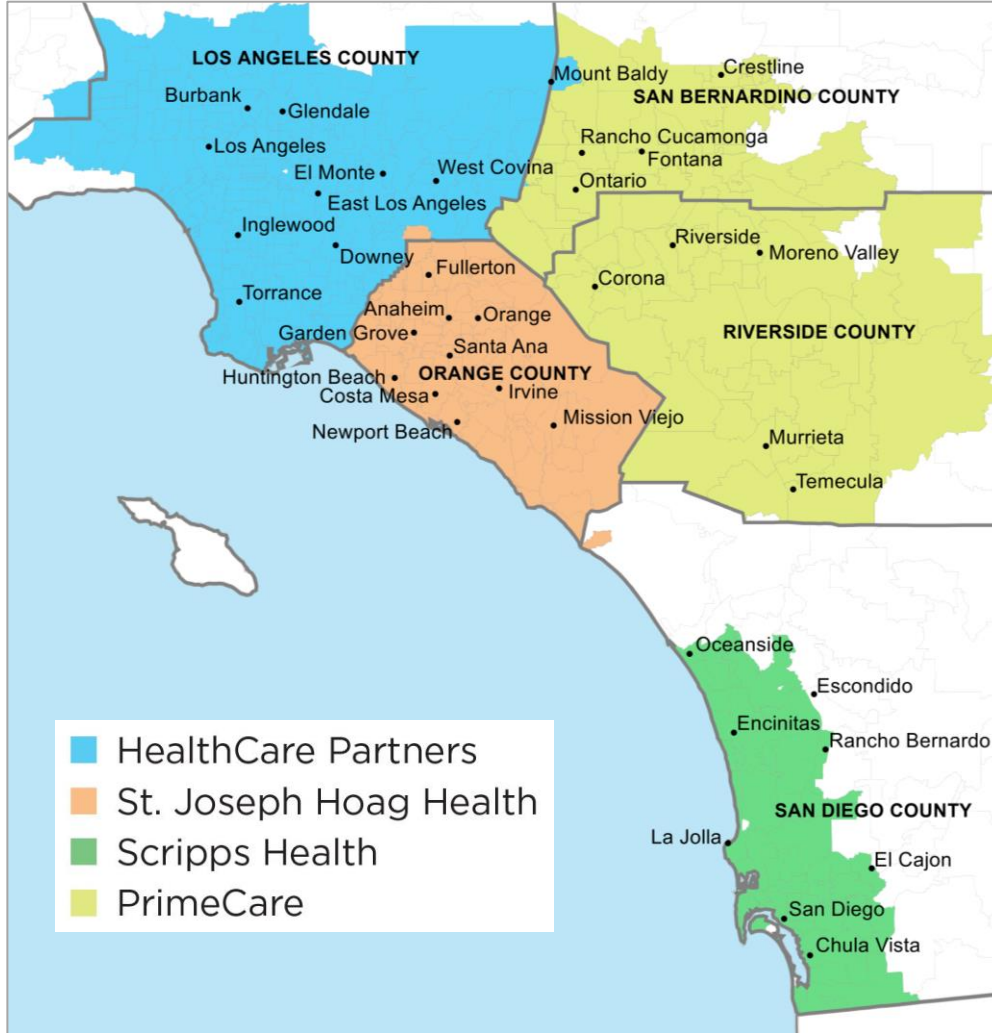 LOS ANGELES COUNTY
Mount Baldy
Crestline
Burbank
Glendale
SAN BERNARDINO COUNTY
Los Angeles
Rancho Cucamonga
El Monte
West Covina
Fontana
Ontario
East Los Angeles
Inglewood
Downey
Riverside
Moreno Valley
Fullerton
Corona
Torrance
Anaheim
Orange
Garden Grove
RIVERSIDE COUNTY
Santa Ana
Huntington Beach
ORANGE COUNTY
Costa Mesa
Irvine
Newport Beach
Mission Viejo
Murrieta
Temecula
Oceanside
Escondido
Encinitas
Rancho Bernardo
SAN DIEGO COUNTY
La Jolla
El Cajon
San Diego
Chula Vista
HealthCare Partners
St. Joseph Hoag Health
Scripps Health
PrimeCare